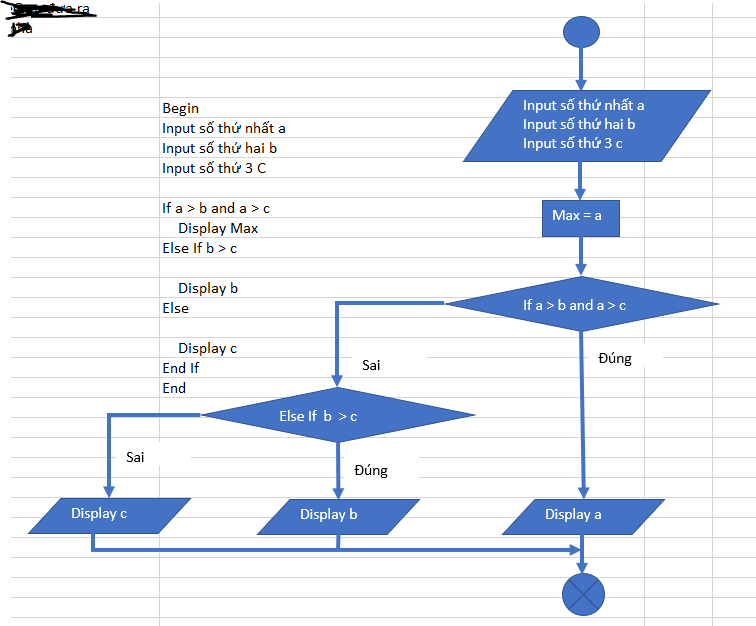 ra
Begin
Input số thứ nhất a
Input số thứ hai b
Input số thứ 3 C
If a > b and a > c
Display Max
Else If b > c
Display b
Else
Display c
End If
End
Input số thứ nhất a
Input số thứ hai b
Input số thứ 3 c
Max = a
If a > b and a > c
Đúng
Sai
Else If b > c
Sai
Đúng
Display c
Display b
Display a